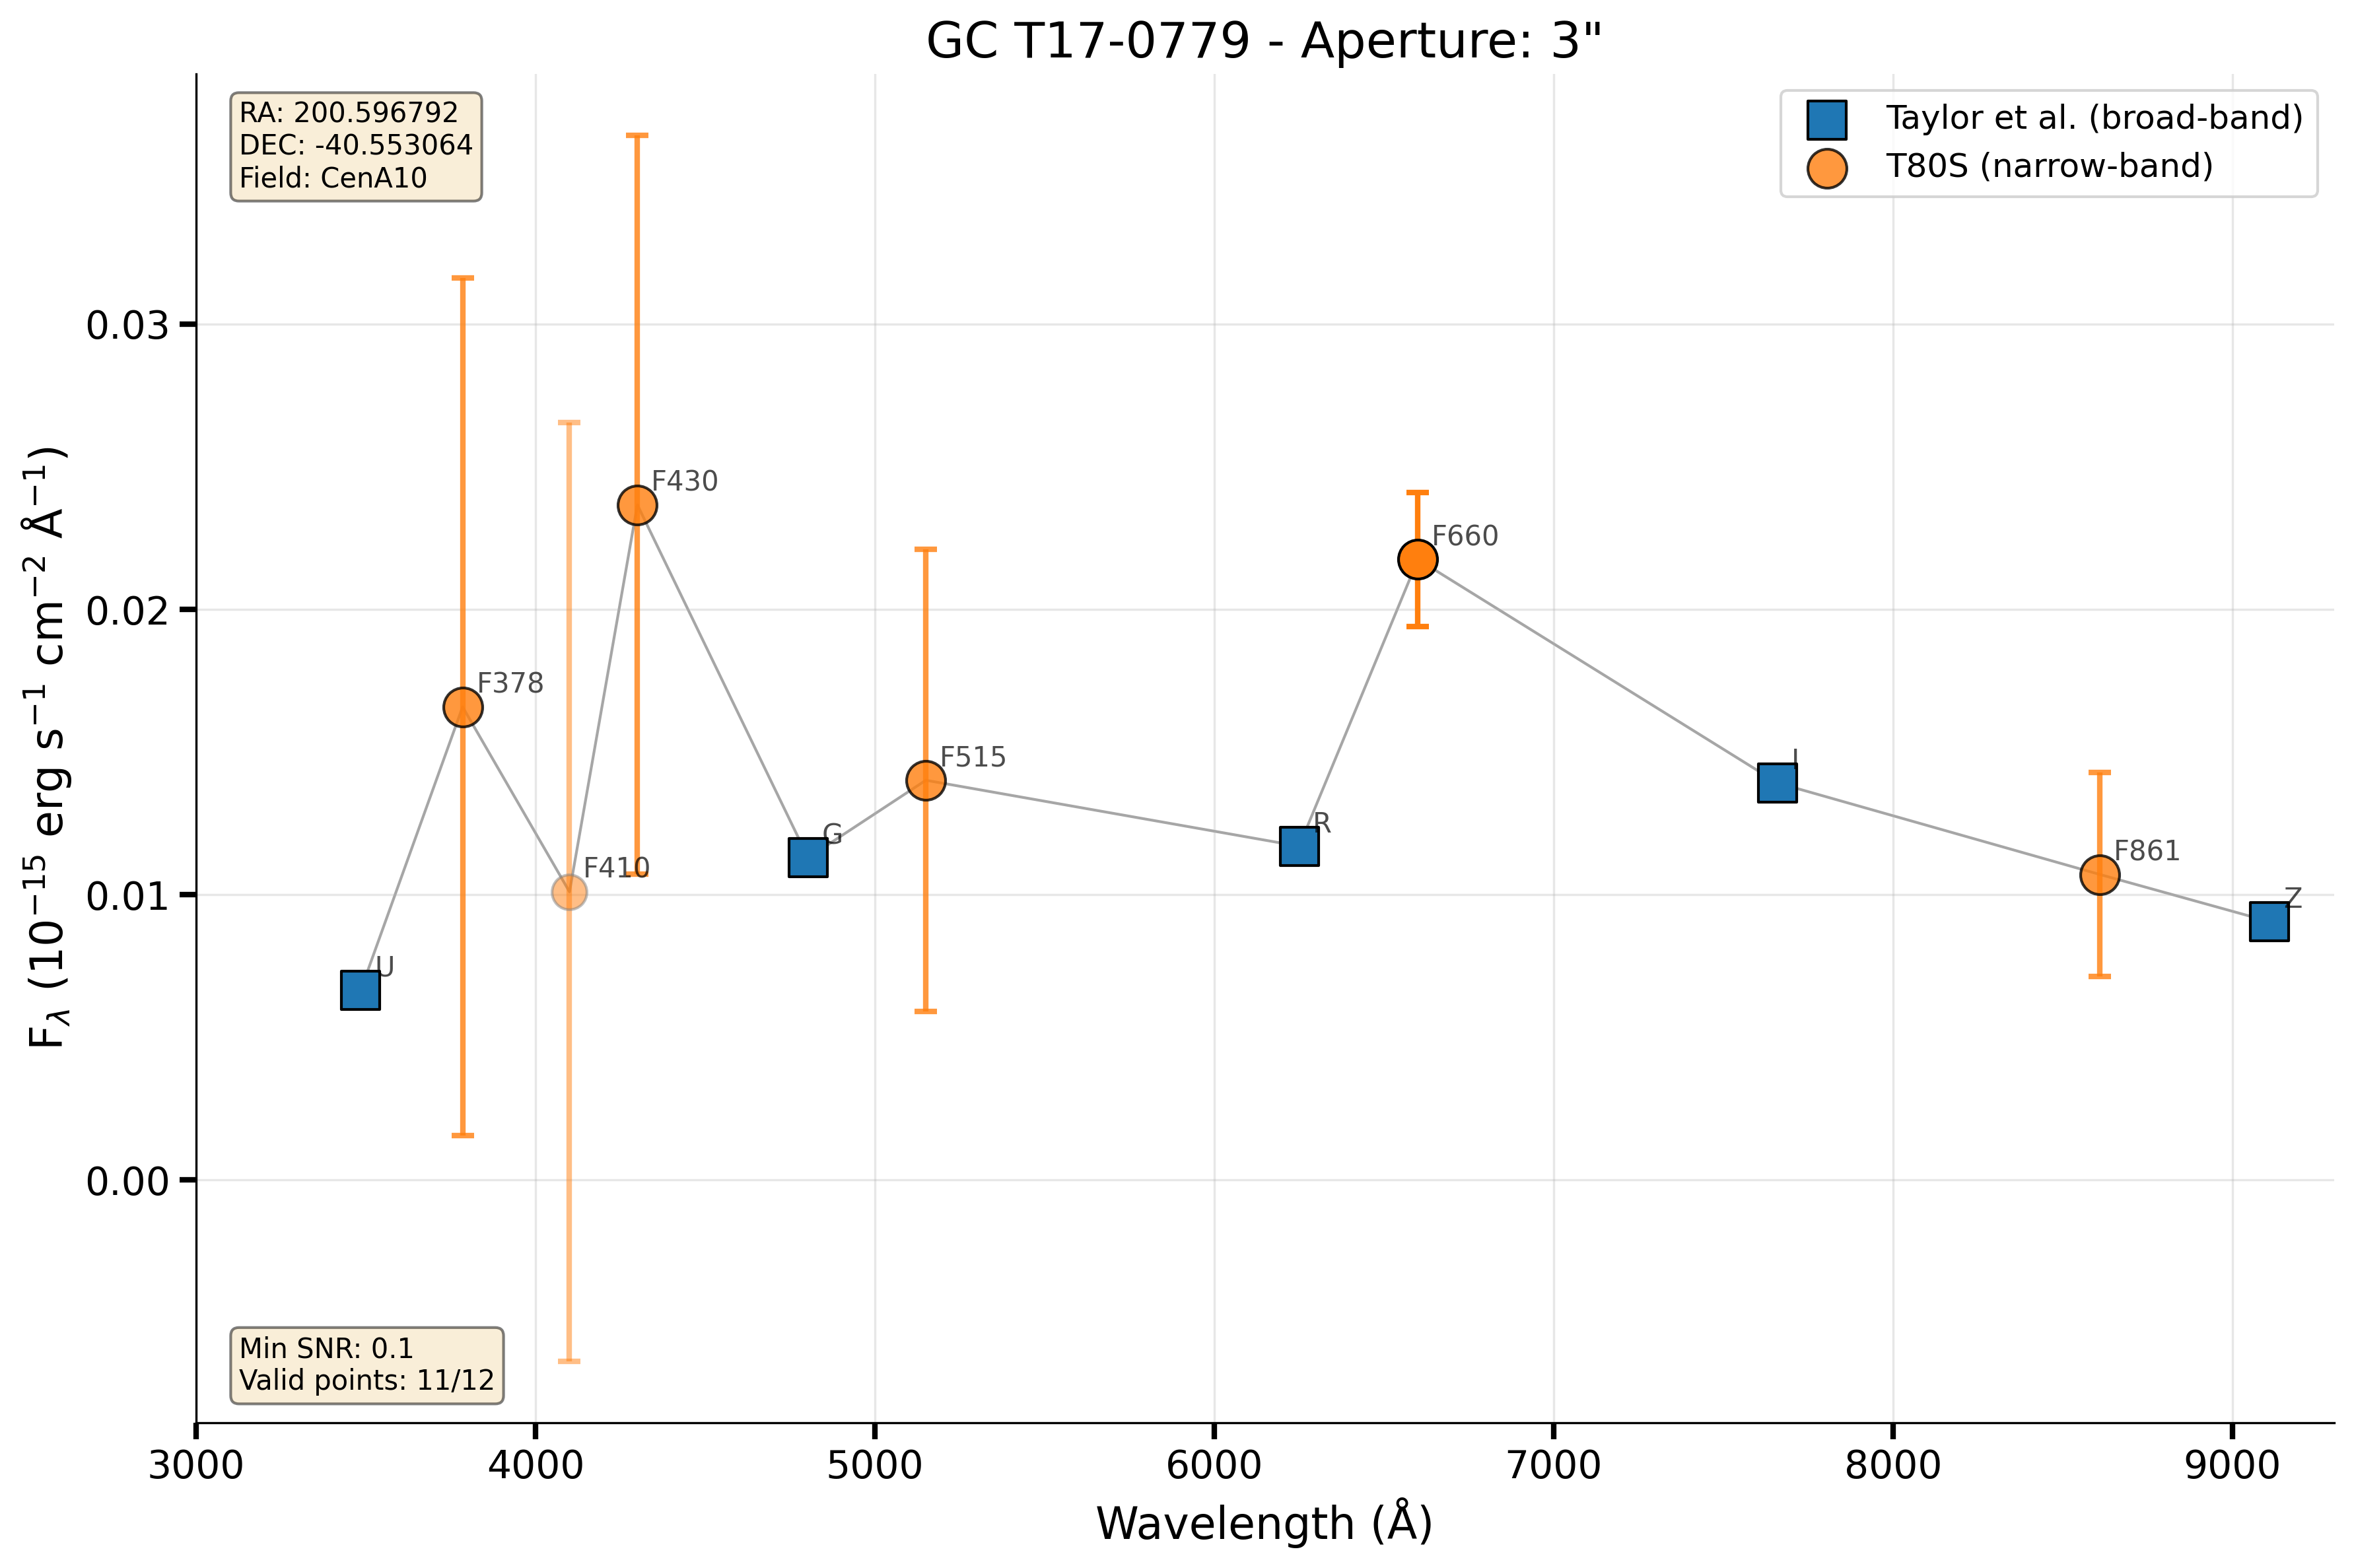 GC T17-0779 - Aperture: 3"
RA: 200.596792
DEC: -40.553064
Field: CenA10
Taylor et al. (broad-band)
T80S (narrow-band)
F430
F660
F378
F515
I
G
R
F410
F861
Z
U
0.03
0.02
0.01
0.00
Fλ (10⁻¹⁵ erg s⁻¹ cm⁻² Å⁻¹)
Min SNR: 0.1
Valid points: 11/12
3000 4000 5000 6000 7000 8000 9000
Wavelength (Å)